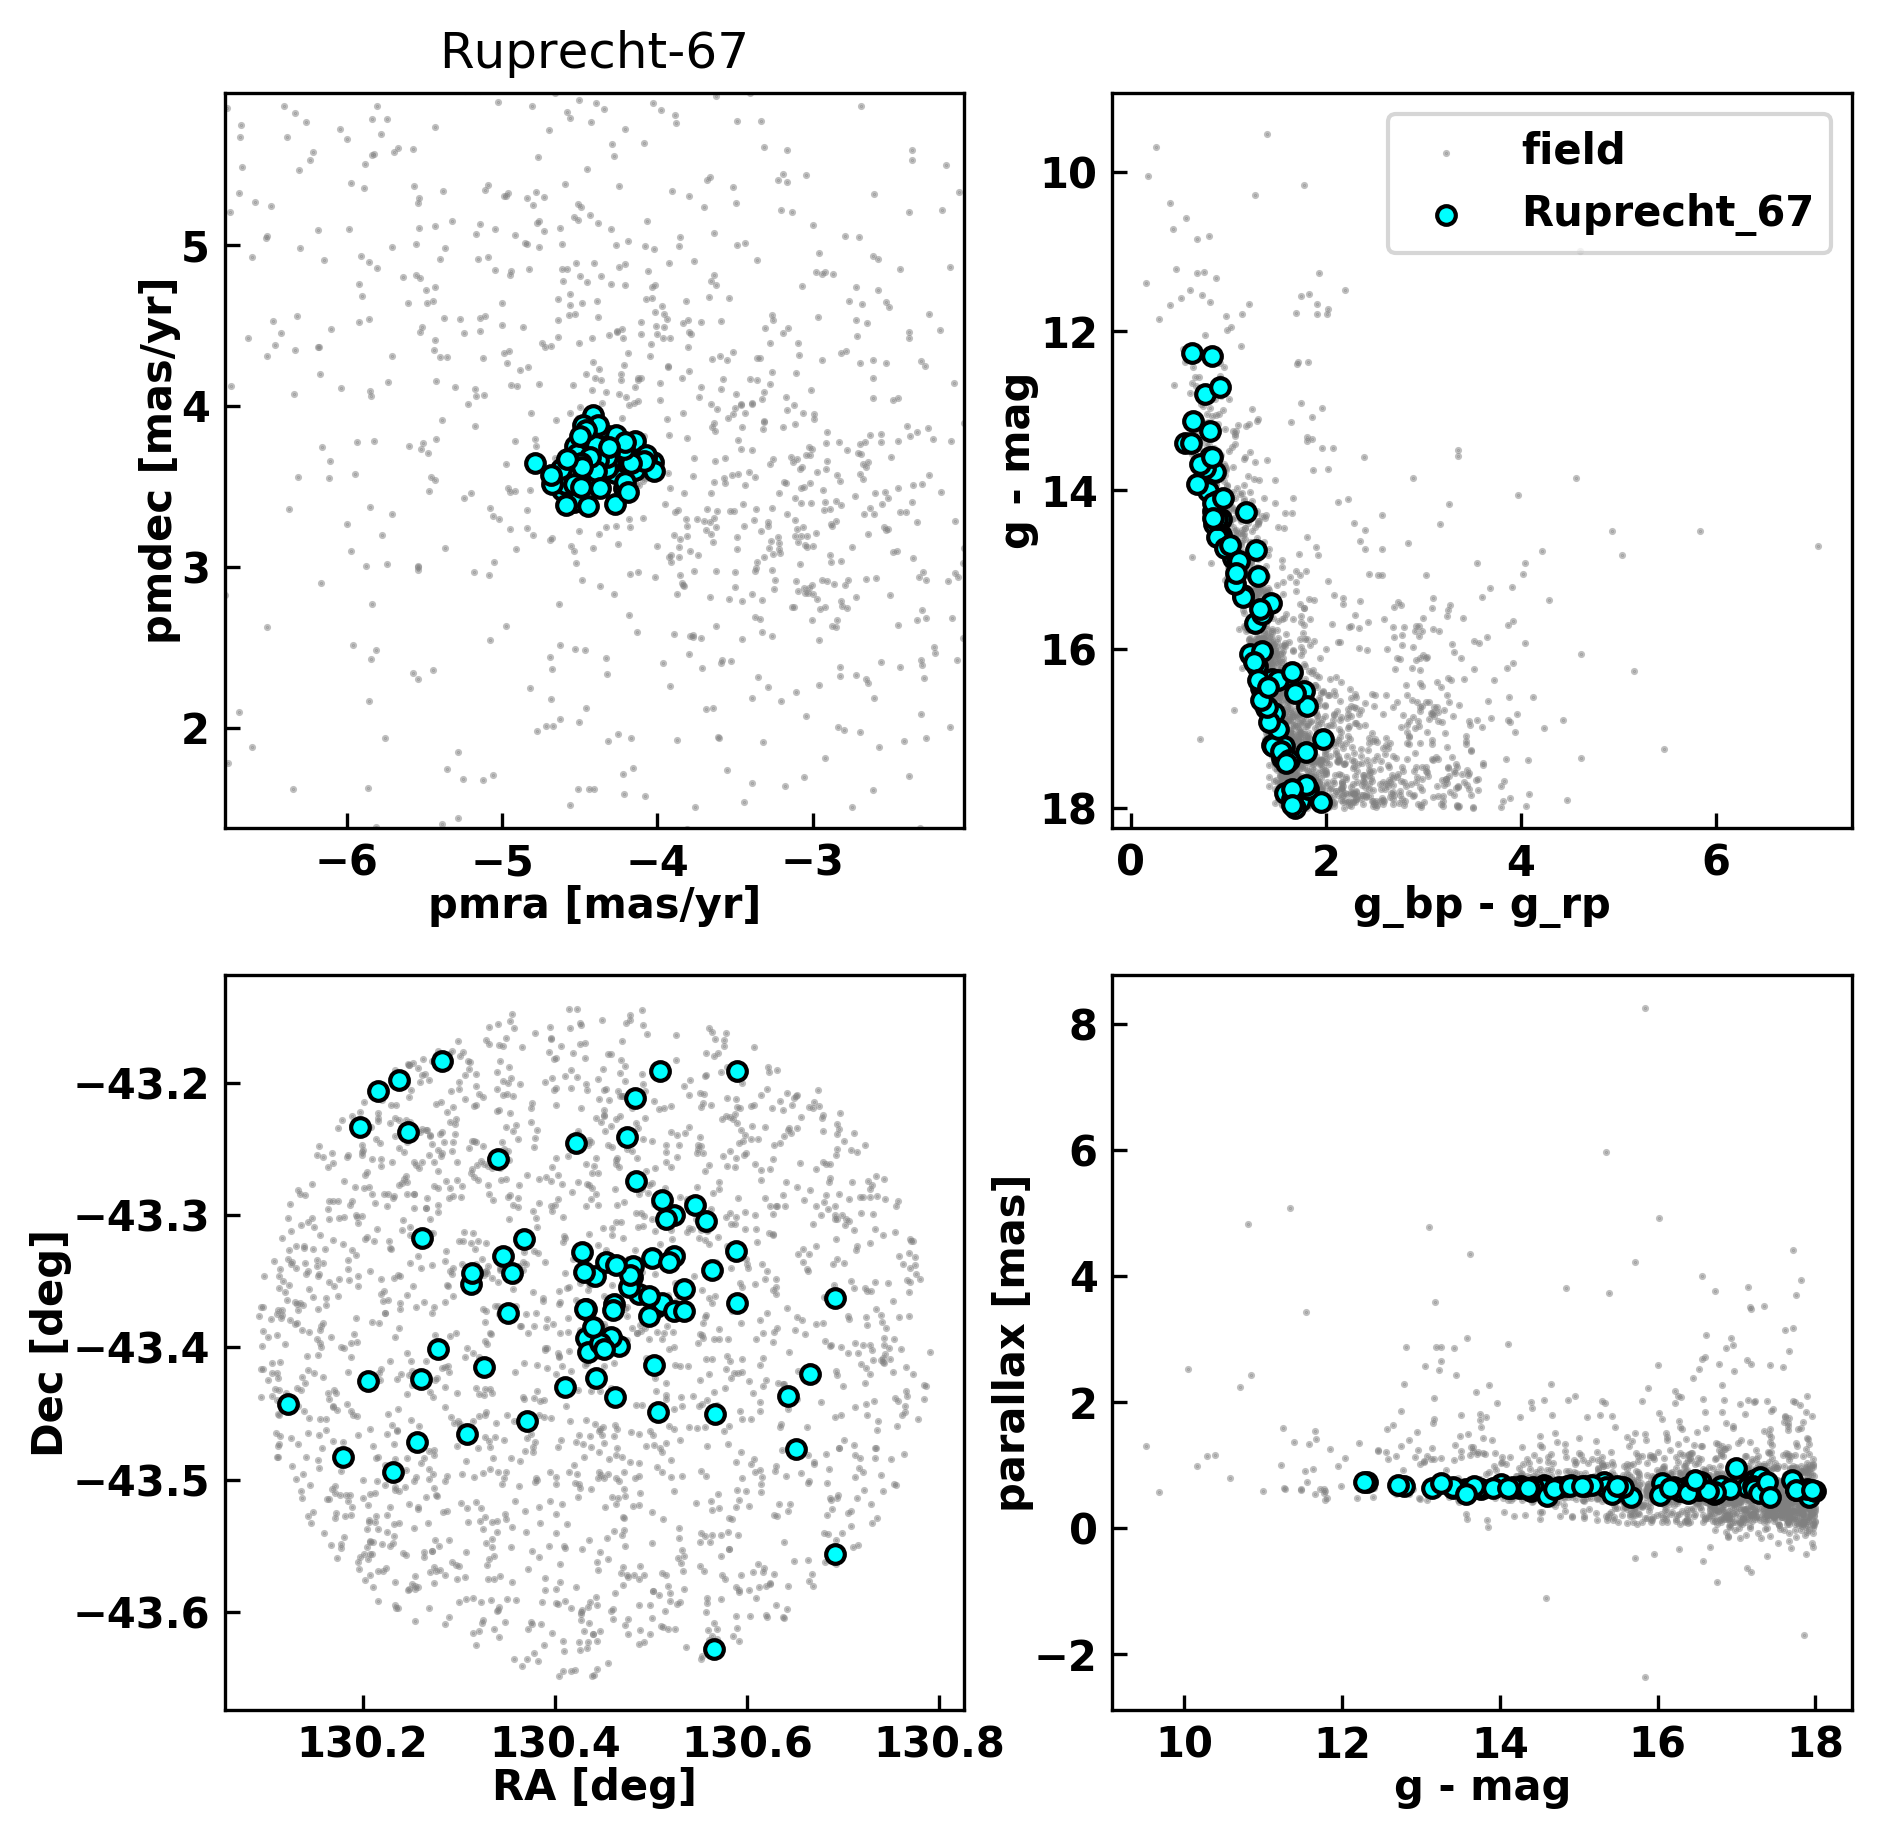 Ruprecht-67
5
4
3
2
pmdec [mas/yr]
−6 −5 −4 −3
pmra [mas/yr]
field
Ruprecht_67
10
12
14
16
18
g - mag
0 2 4 6
g_bp - g_rp
−43.2
−43.3
−43.4
−43.5
−43.6
Dec [deg]
130.2 130.4 130.6 130.8
RA [deg]
8
6
4
2
0
−2
parallax [mas]
10 12 14 16 18
g - mag